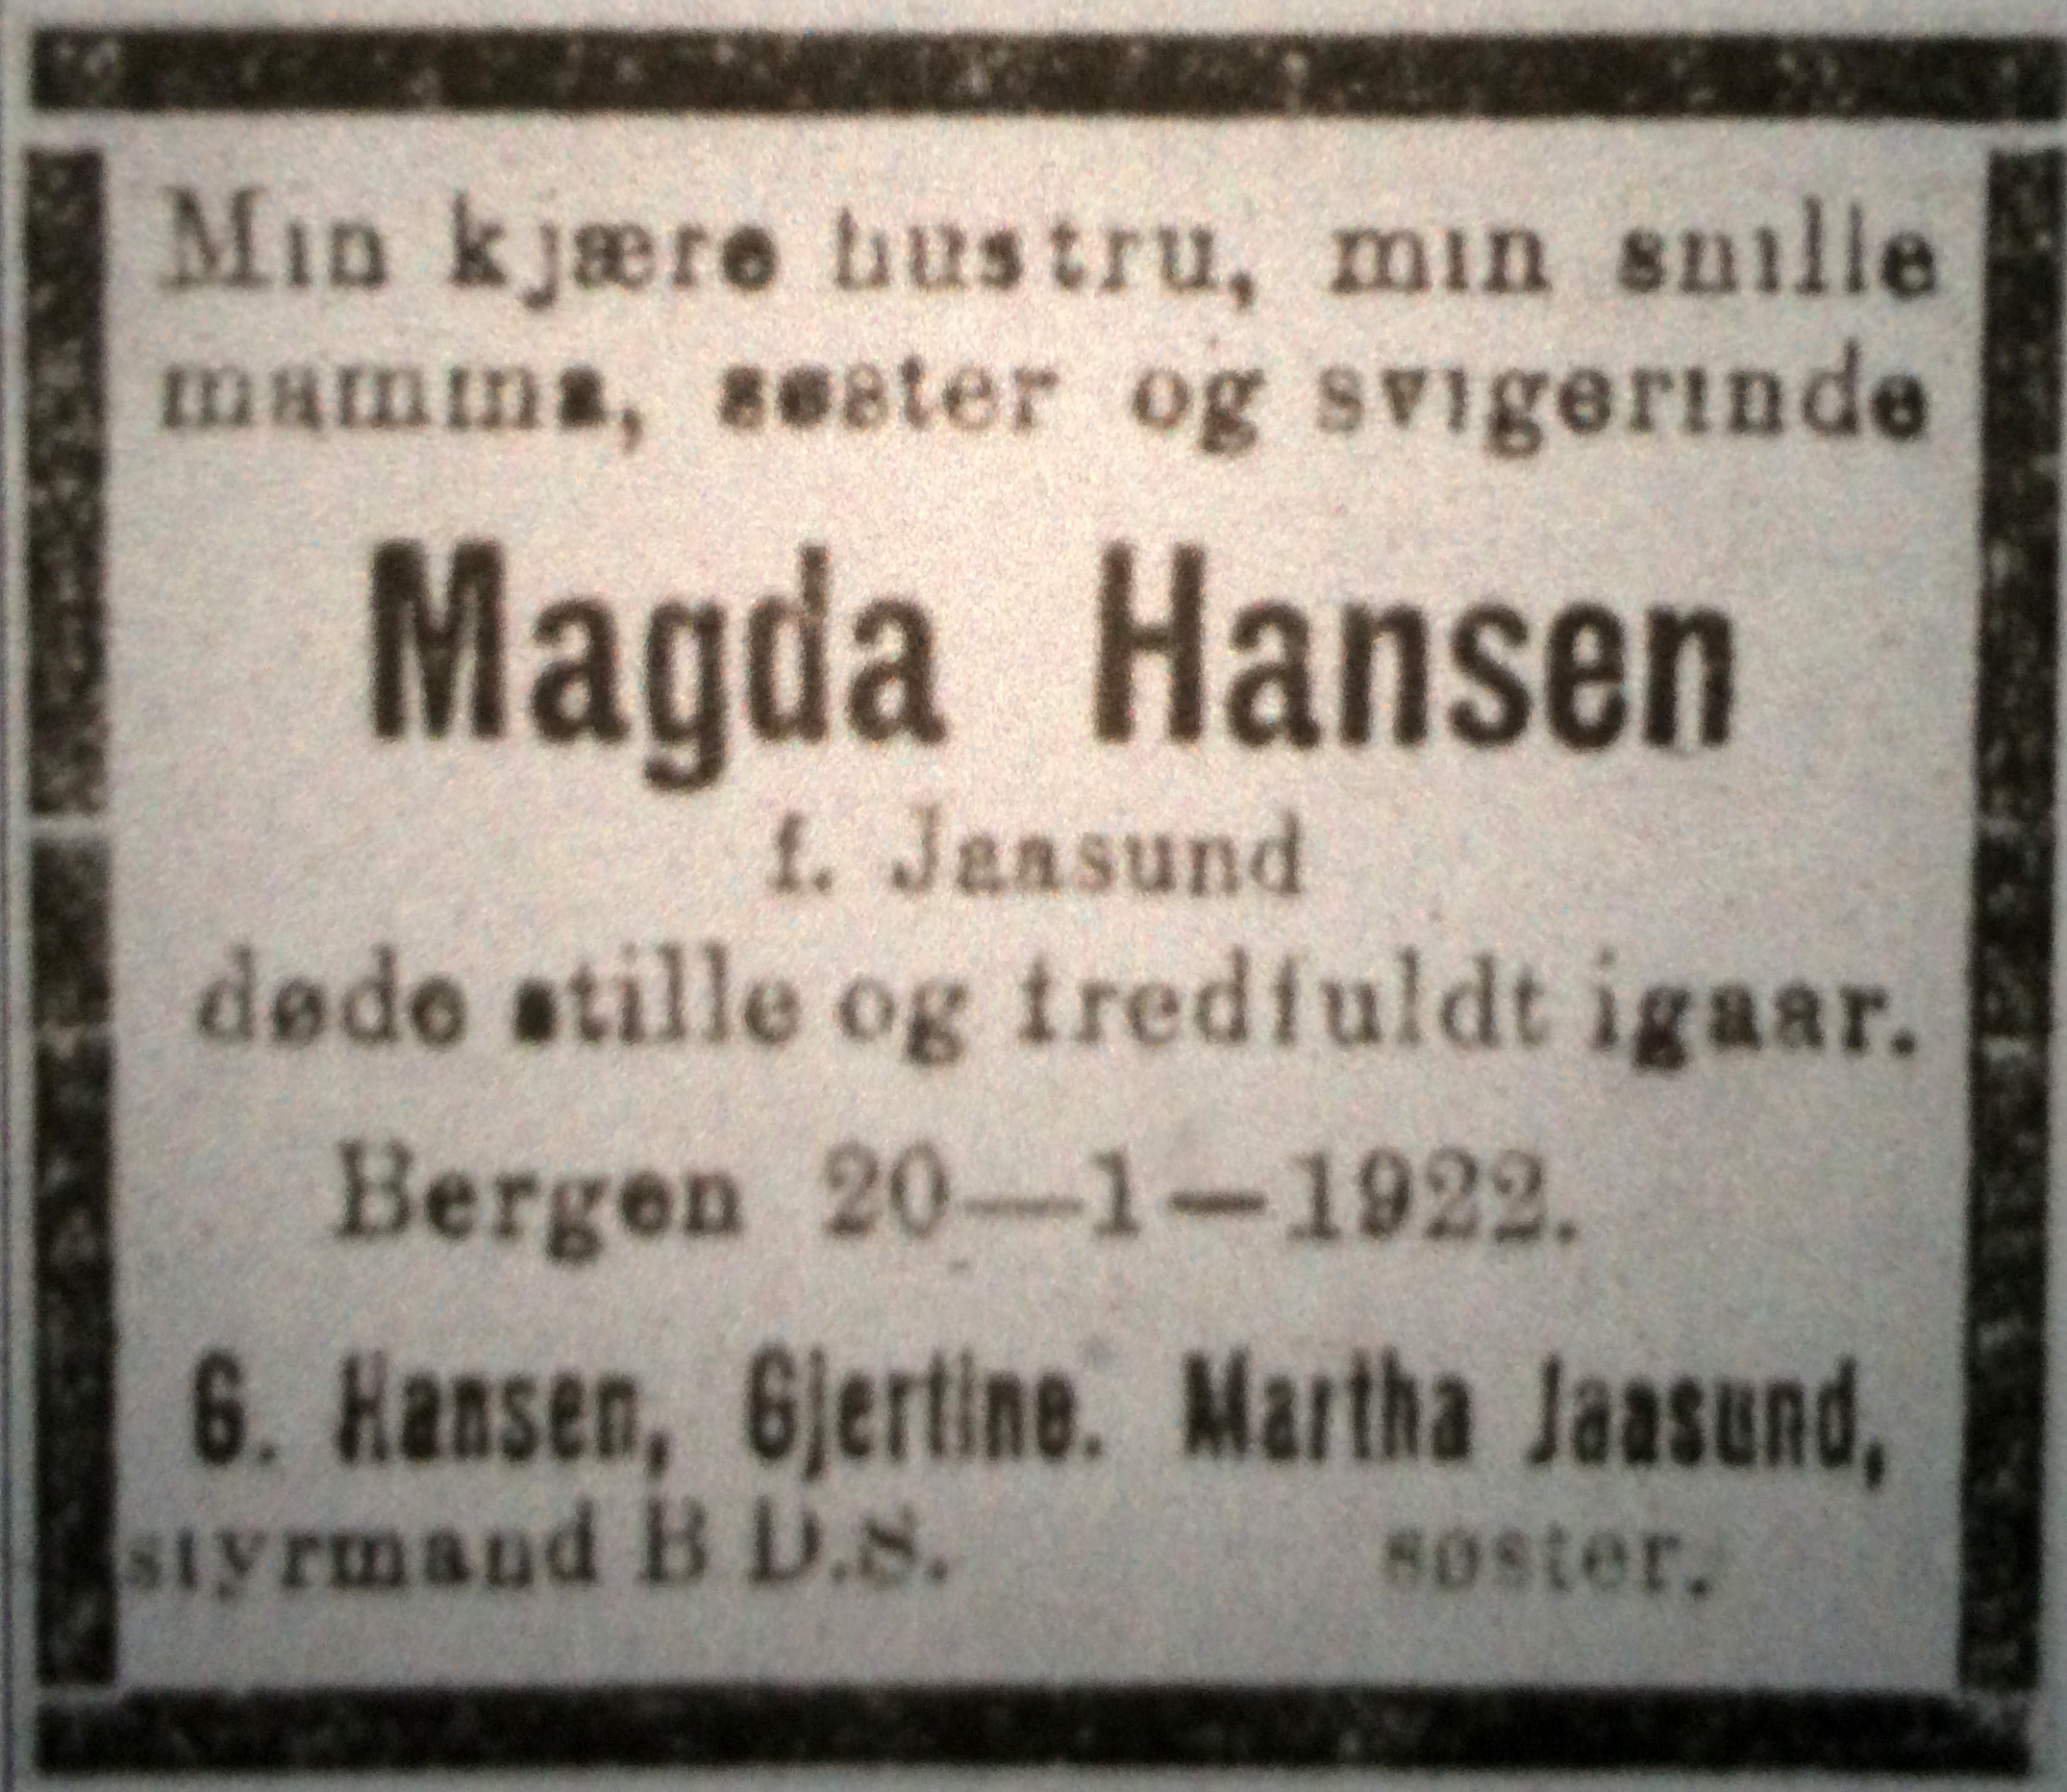 Min kjære hustru, min snille
mamma, søster og svigerinde
Magda Hansen
f. Jaasund
døde stille og fredfuldt igaar.
Bergen 20—1—1922.
G. Hansen, Gjertine. Martha Jaasund,
styrmand B D.S. søster.